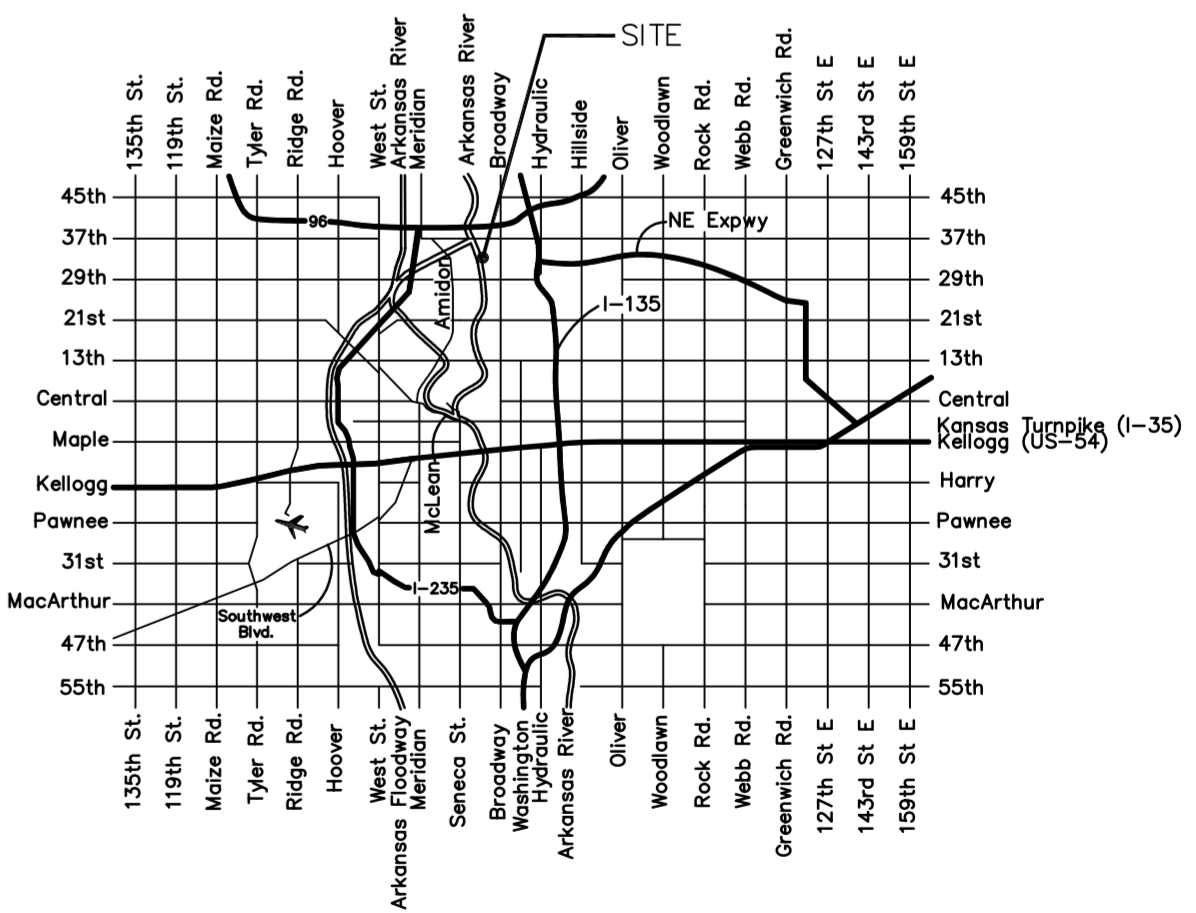 SITE
135th St.
119th St.
Maize Rd.
Tyler Rd.
Ridge Rd.
Hoover
West St.
Arkansas River
Meridian
Arkansas River
Broadway
Hydraulic
Hillside
Oliver
Woodlawn
Rock Rd.
Webb Rd.
Greenwich Rd.
127th St E
143rd St E
159th St E
45th
37th
29th
21st
13th
Central
Maple
Kellogg
Pawnee
31st
MacArthur
47th
55th
96
NE Expwy
Amidon
I-135
McLean
I-235
Southwest
Blvd.
45th
37th
29th
21st
13th
Central
Kansas Turnpike (I-35)
Kellogg (US-54)
Harry
Pawnee
31st
MacArthur
47th
55th
135th St.
119th St.
Maize Rd.
Tyler Rd.
Ridge Rd.
Hoover
West St.
Arkansas Floodway
Meridian
Seneca St.
Broadway
Washington
Hydraulic
Arkansas River
Oliver
Woodlawn
Rock Rd.
Webb Rd.
Greenwich Rd.
127th St E
143rd St E
159th St E